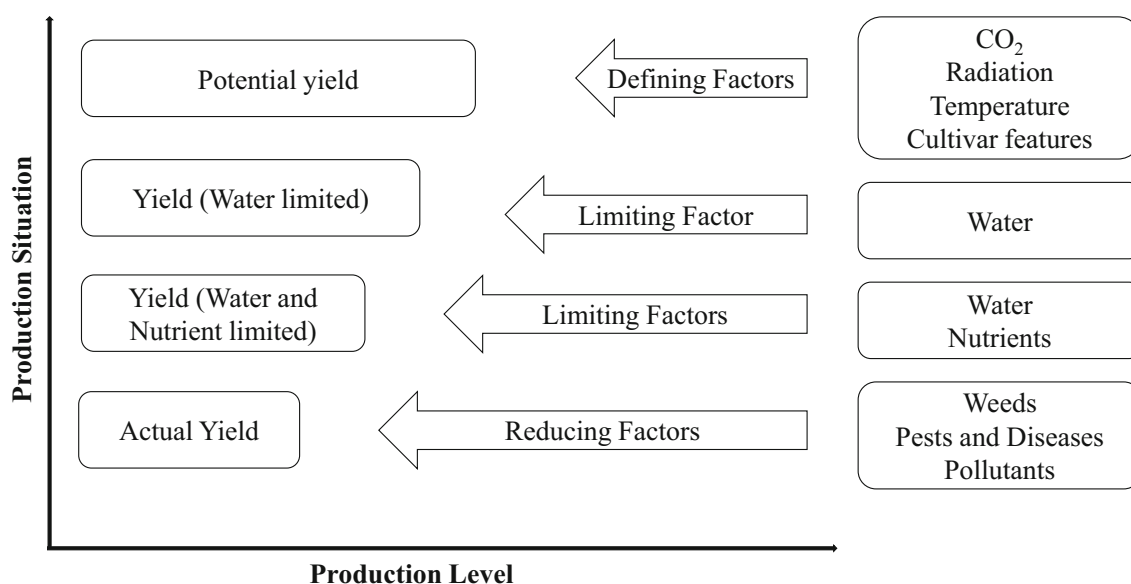 Production Situation
Potential yield
Defining Factors
CO₂
Radiation
Temperature
Cultivar features
Yield (Water limited)
Limiting Factor
Water
Yield (Water and
Nutrient limited)
Limiting Factors
Water
Nutrients
Actual Yield
Reducing Factors
Weeds
Pests and Diseases
Pollutants
Production Level